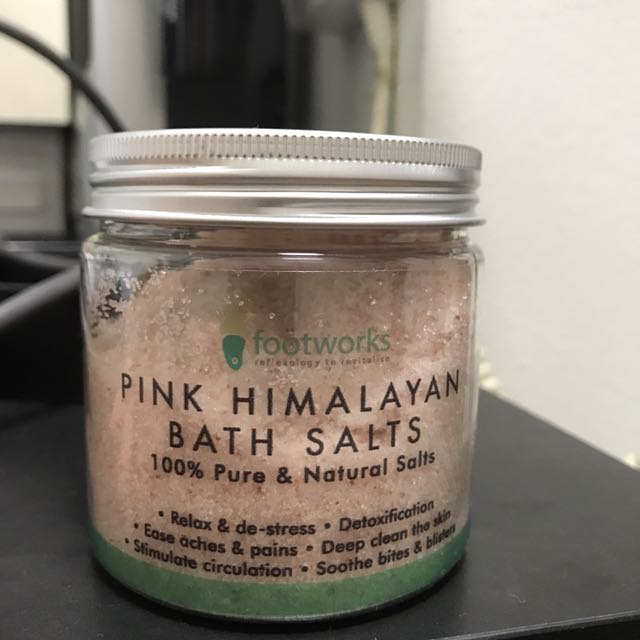 footworks
reflexology to revitalise
PINK HIMALAYAN
BATH SALTS
100% Pure & Natural Salts
• Relax & de-stress • Detoxification
• Ease aches & pains • Deep clean the skin
• Stimulate circulation • Soothe bites & blisters